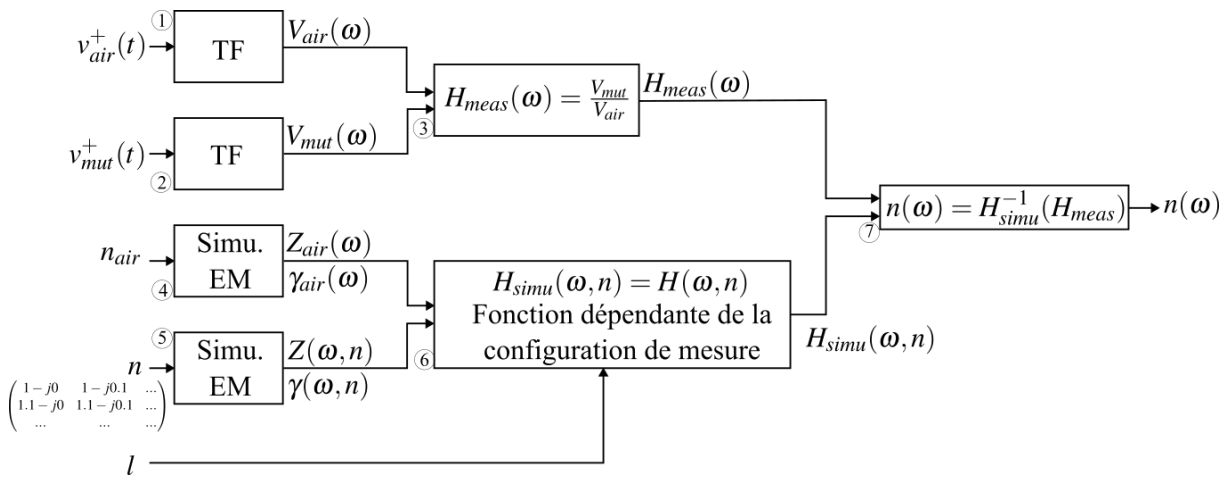 ①
v⁺air(t)
TF
Vair(ω)
v⁺mut(t)
TF
②
Vmut(ω)
Hmeas(ω) = Vmut/Vair
③
Hmeas(ω)
nair
Simu.
EM
④
Zair(ω)
γair(ω)
⑤
n
Simu.
EM
Z(ω,n)
γ(ω,n)
1−j0 1−j0.1 ...
1.1−j0 1.1−j0.1 ...
... ... ...
l
Hsimu(ω,n) = H(ω,n)
Fonction dépendante de la
configuration de mesure
⑥
Hsimu(ω,n)
n(ω) = H⁻¹simu(Hmeas)
⑦
n(ω)